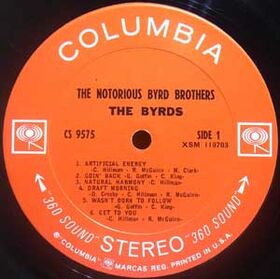 COLUMBIA
THE NOTORIOUS BYRD BROTHERS
THE BYRDS
CS 9575
SIDE 1
XSM 118703
1. ARTIFICIAL ENERGY
-C. Hillman - R. McGuinn - M. Clark-
2. GOIN' BACK -G. Goffin - C. King-
3. NATURAL HARMONY -C. Hillman-
4. DRAFT MORNING
-D. Crosby - C. Hillman - R. McGuinn-
5. WASN'T BORN TO FOLLOW
-G. Goffin - C. King-
6. GET TO YOU
-C. Hillman - R. McGuinn-
"360 SOUND" STEREO "360 SOUND"
"COLUMBIA" MARCAS REG. PRINTED IN U.S.A.